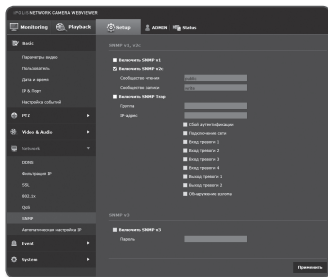 IPOLIS NETWORK CAMERA WEBVIEWER
Monitoring Playback Setup ADMIN Status
Basic
Параметры видео
Пользователь
Дата и время
IP & Порт
Настройка событий
PTZ
Video & Audio
Network
DDNS
Фильтрация IP
SSL
802.1x
QoS
SNMP
Автоматическая настройка IP
Event
System
SNMP v1, v2c
Включить SNMP v1
Включить SNMP v2c
Сообщество чтения public
Сообщество записи write
Включить SNMP Trap
Группа
IP-адрес
Сбой аутентификации
Подключение сети
Вход тревоги 1
Вход тревоги 2
Вход тревоги 3
Вход тревоги 4
Выход тревоги 1
Выход тревоги 2
Обнаружение взлома
SNMP v3
Включить SNMP v3
Пароль
Применить